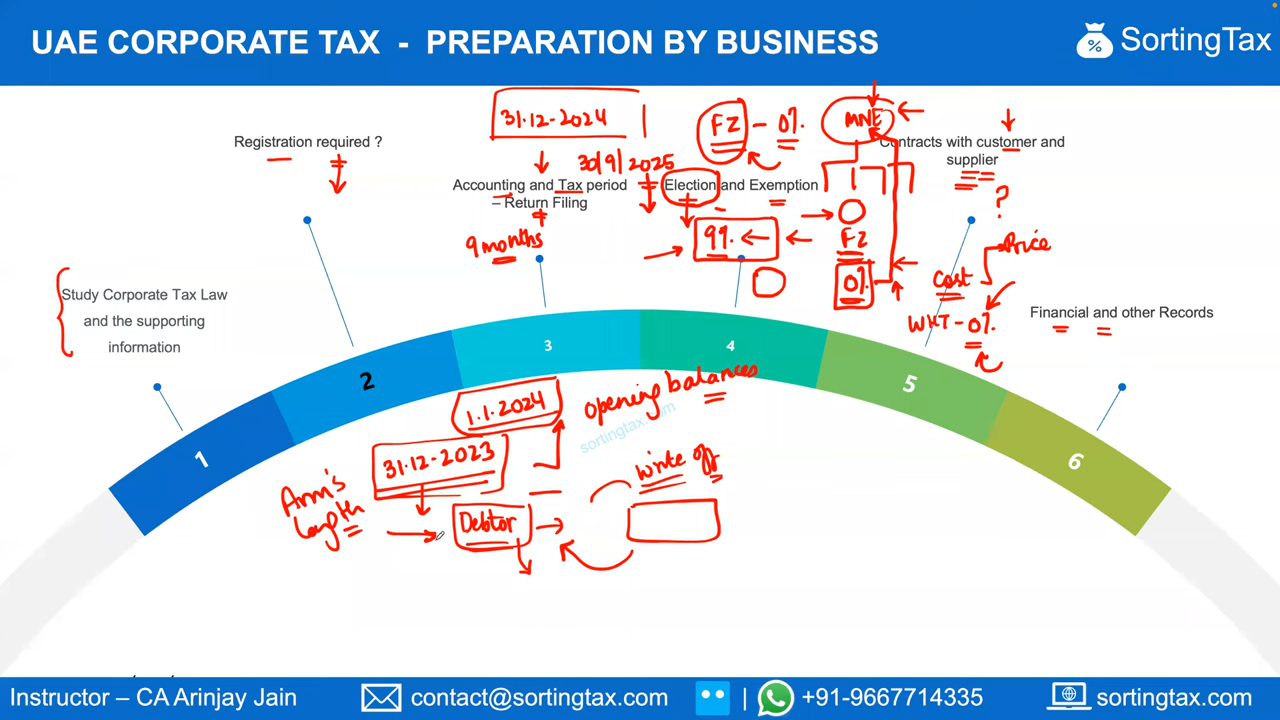 UAE CORPORATE TAX - PREPARATION BY BUSINESS
SortingTax
31.12-2024
FZ - 0%.
MNE
Registration required ?
Contracts with customer and
supplier
30/9/2025
Accounting and Tax period
– Return Filing
Election and Exemption
?
9 months
9%.
FZ
0%.
Price
Cost
WHT - 0%.
Study Corporate Tax Law
and the supporting
information
Financial and other Records
1
2
3
4
5
6
1.1.2024
opening balances
sortingtax.com
31.12-2023
write off
Arm's
length
Debtor
Instructor – CA Arinjay Jain
contact@sortingtax.com
|
+91-9667714335
sortingtax.com